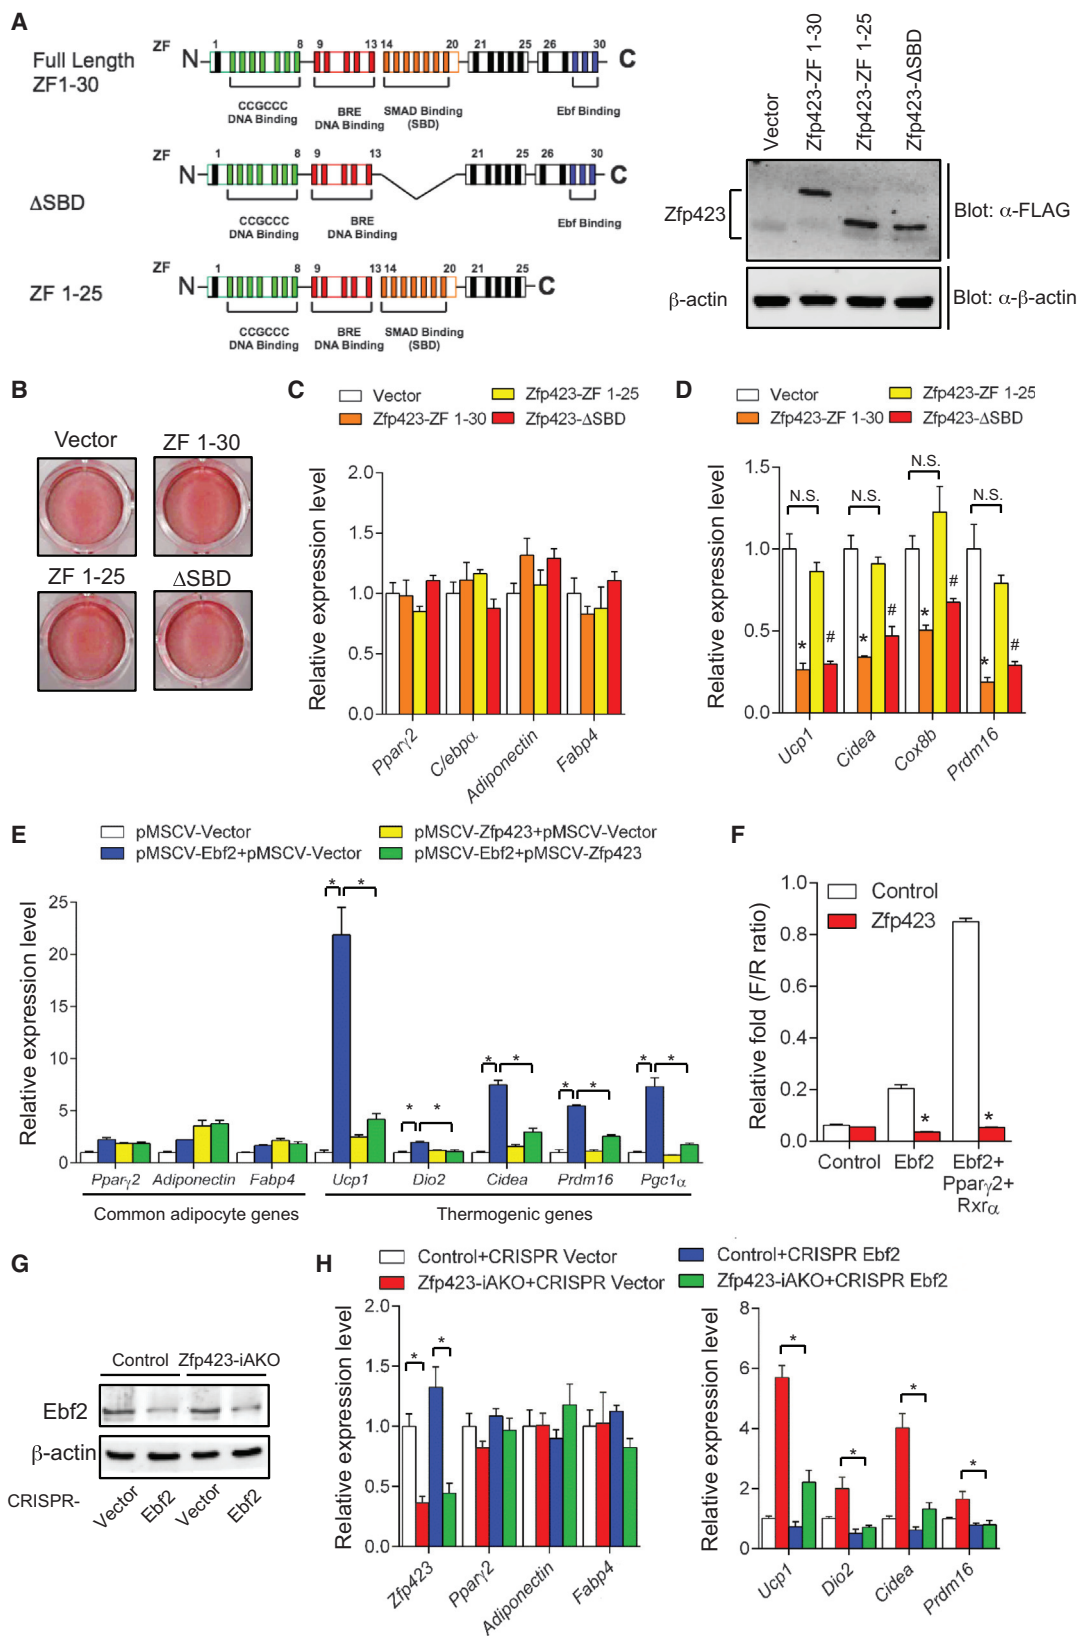 A
Full Length
ZF1-30
ZF
1
8
9
13
14
20
21
25
26
30
N
C
CCGCCC
DNA Binding
BRE
DNA Binding
SMAD Binding
(SBD)
Ebf Binding
ΔSBD
ZF
1
8
9
13
21
25
26
30
N
C
CCGCCC
DNA Binding
BRE
DNA Binding
Ebf Binding
ZF 1-25
ZF
1
8
9
13
14
20
21
25
N
C
CCGCCC
DNA Binding
BRE
DNA Binding
SMAD Binding
(SBD)
Vector
Zfp423-ZF 1-30
Zfp423-ZF 1-25
Zfp423-ΔSBD
Zfp423
Blot: α-FLAG
β-actin
Blot: α-β-actin
B
Vector
ZF 1-30
ZF 1-25
ΔSBD
C
Vector
Zfp423-ZF 1-25
Zfp423-ZF 1-30
Zfp423-ΔSBD
Relative expression level
2.0
1.5
1.0
0.5
0.0
Pparγ2
C/ebpα
Adiponectin
Fabp4
D
Vector
Zfp423-ZF 1-25
Zfp423-ZF 1-30
Zfp423-ΔSBD
Relative expression level
1.5
1.0
0.5
0.0
N.S.
N.S.
N.S.
N.S.
* # * # * # * #
Ucp1
Cidea
Cox8b
Prdm16
E
pMSCV-Vector
pMSCV-Zfp423+pMSCV-Vector
pMSCV-Ebf2+pMSCV-Vector
pMSCV-Ebf2+pMSCV-Zfp423
Relative expression level
25
20
15
10
5
0
* * * * * * * * * *
Pparγ2
Adiponectin
Fabp4
Ucp1
Dio2
Cidea
Prdm16
Pgc1α
Common adipocyte genes
Thermogenic genes
F
Control
Zfp423
Relative fold (F/R ratio)
1.0
0.8
0.6
0.4
0.2
0.0
* *
Control
Ebf2
Ebf2+
Pparγ2+
Rxrα
G
Control
Zfp423-iAKO
Ebf2
β-actin
CRISPR-
Vector
Ebf2
Vector
Ebf2
H
Control+CRISPR Vector
Control+CRISPR Ebf2
Zfp423-iAKO+CRISPR Vector
Zfp423-iAKO+CRISPR Ebf2
Relative expression level
2.0
1.5
1.0
0.5
0.0
* *
Zfp423
Pparγ2
Adiponectin
Fabp4
Relative expression level
8
6
4
2
0
* * * *
Ucp1
Dio2
Cidea
Prdm16